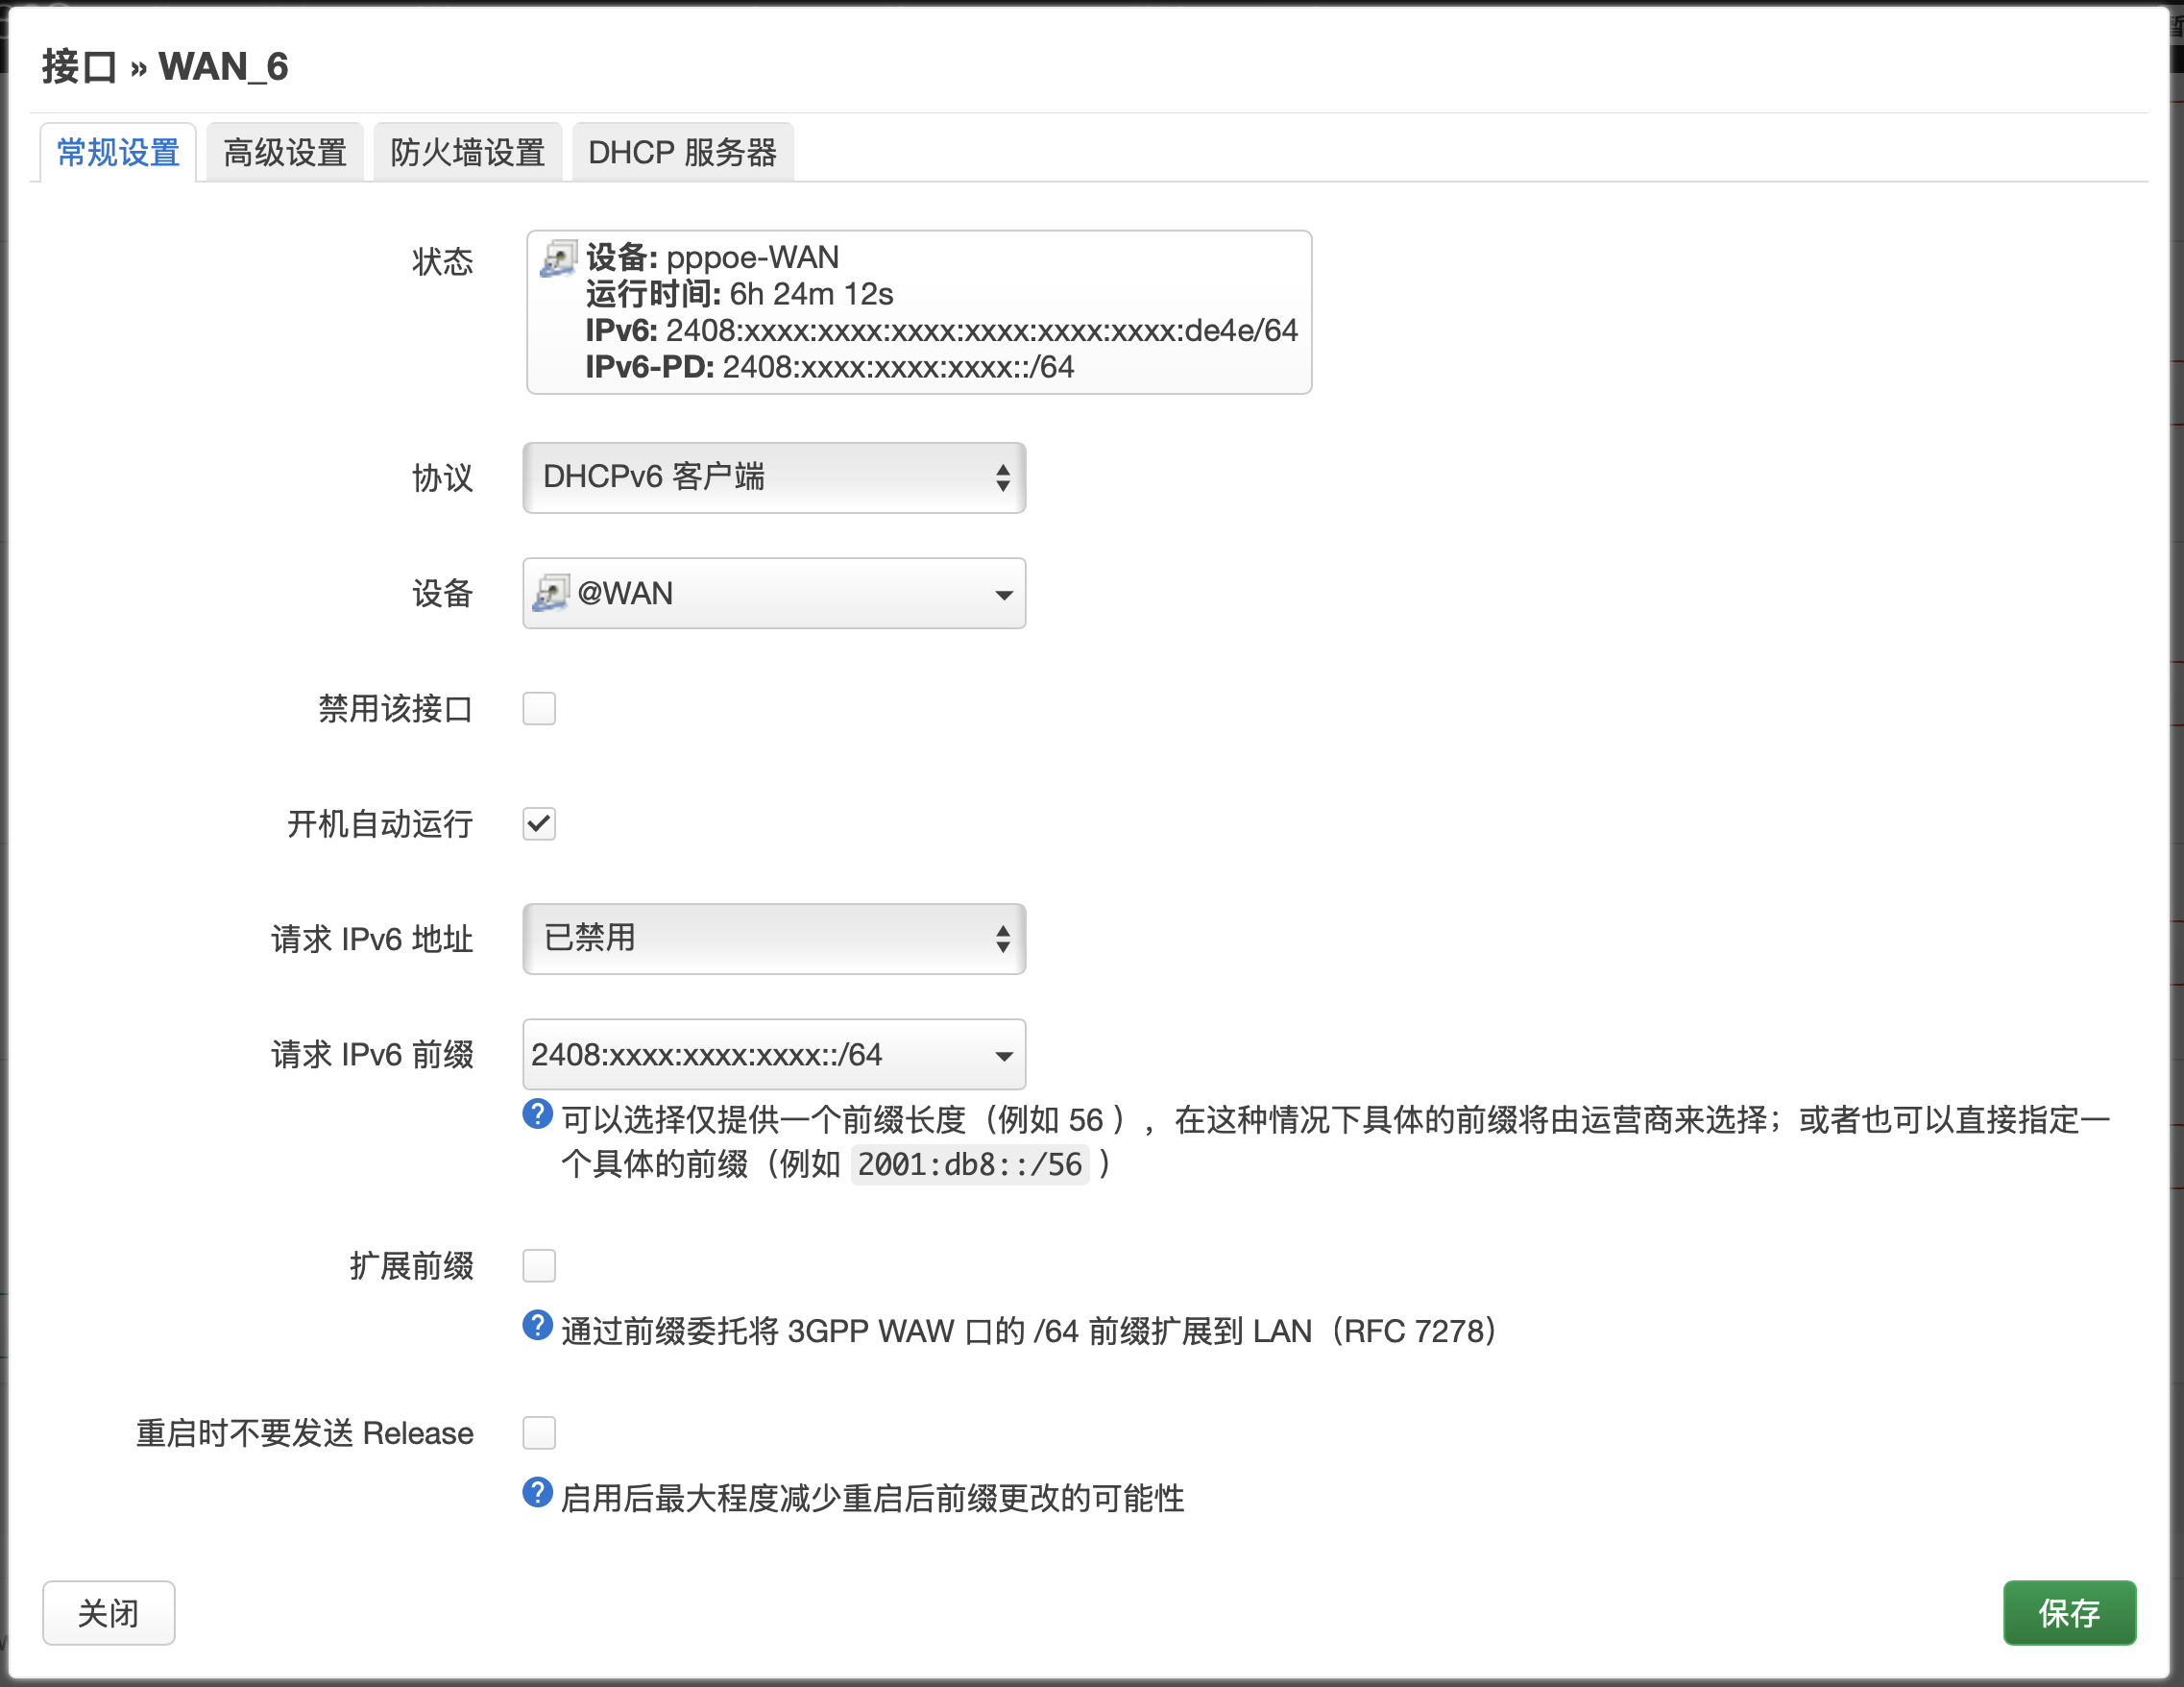 接口 » WAN_6
常规设置 高级设置 防火墙设置 DHCP 服务器
状态
设备: pppoe-WAN
运行时间: 6h 24m 12s
IPv6: 2408:xxxx:xxxx:xxxx:xxxx:xxxx:xxxx:de4e/64
IPv6-PD: 2408:xxxx:xxxx:xxxx::/64
协议 DHCPv6 客户端
设备 @WAN
禁用该接口
开机自动运行
请求 IPv6 地址 已禁用
请求 IPv6 前缀 2408:xxxx:xxxx:xxxx::/64
可以选择仅提供一个前缀长度（例如 56 ），在这种情况下具体的前缀将由运营商来选择；或者也可以直接指定一
个具体的前缀（例如 2001:db8::/56 ）
扩展前缀
通过前缀委托将 3GPP WAW 口的 /64 前缀扩展到 LAN（RFC 7278）
重启时不要发送 Release
启用后最大程度减少重启后前缀更改的可能性
关闭 保存